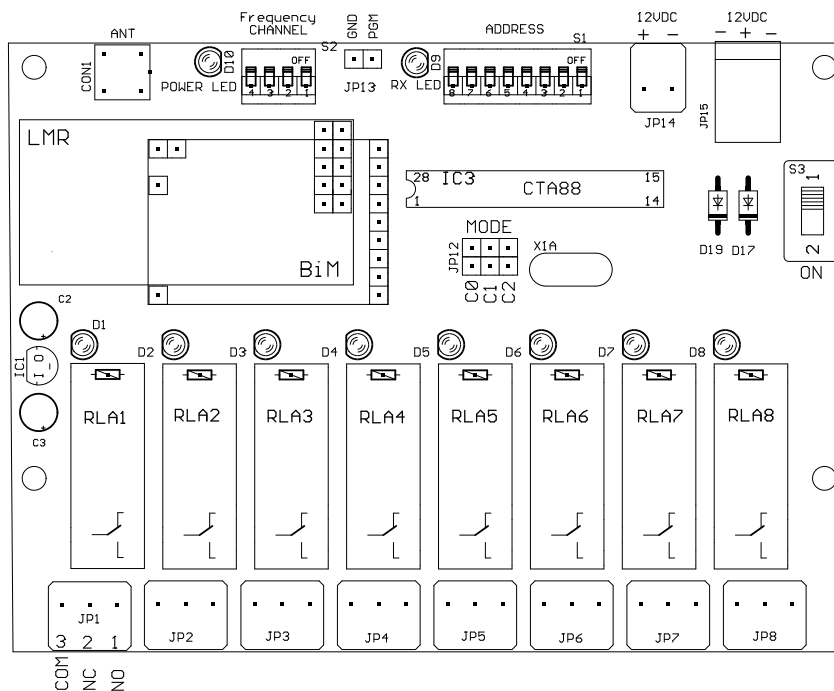 Frequency
CHANNEL
ANT
CON1
POWER LED
D10
OFF
4 3 2 1
S2
GND
PGM
JP13
RX LED
D9
ADDRESS
S1
OFF
8 7 6 5 4 3 2 1
12VDC
+ -
JP14
12VDC
- + -
JP15
LMR
BiM
28 IC3 CTA88 15
1 14
MODE
JP12
C0
C1
C2
X1A
D19 D17
S3
1
2
ON
C2
IC1
I_O
C3
D1 D2 D3 D4 D5 D6 D7 D8
RLA1 RLA2 RLA3 RLA4 RLA5 RLA6 RLA7 RLA8
JP1 JP2 JP3 JP4 JP5 JP6 JP7 JP8
3 2 1
COM
NC
NO